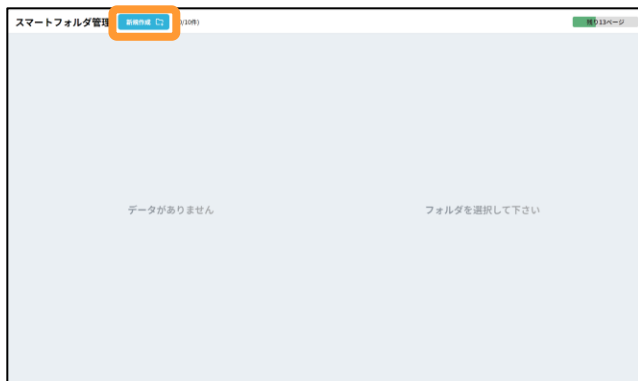 スマートフォルダ管理 新規作成 /10件)
残り13ページ
データがありません
フォルダを選択して下さい